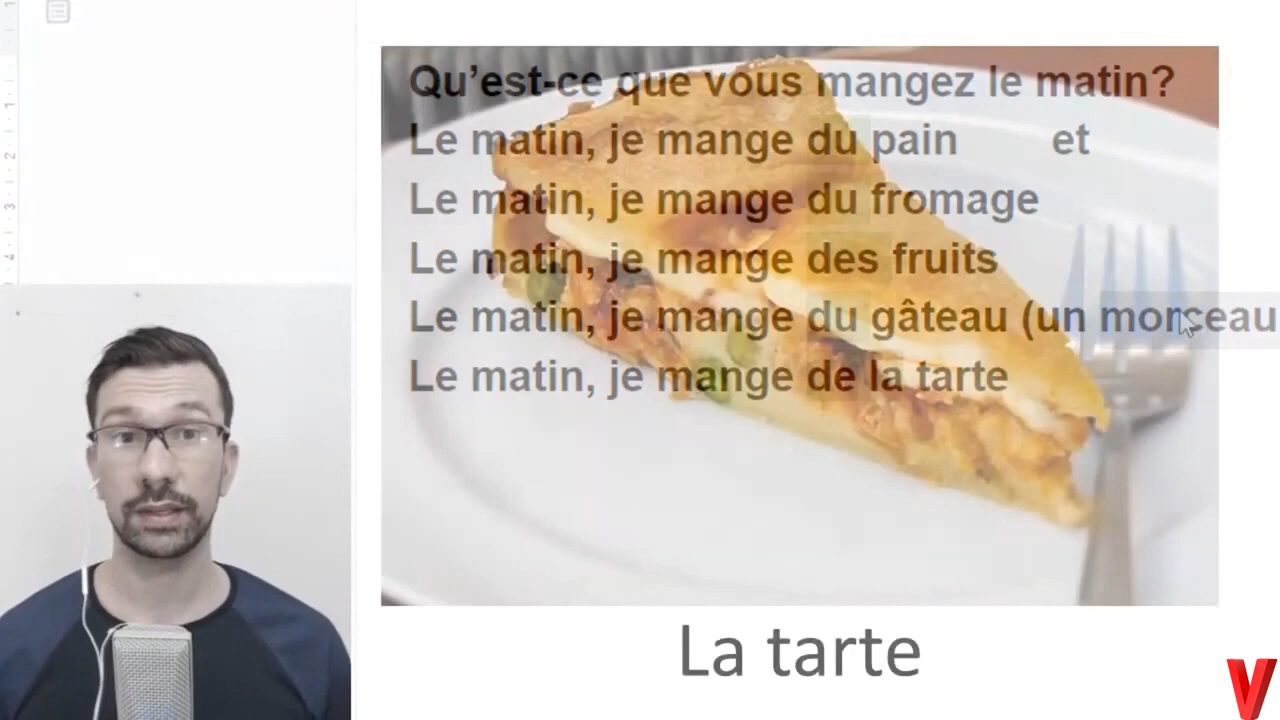 Qu'est-ce que vous mangez le matin?
Le matin, je mange du pain et
Le matin, je mange du fromage
Le matin, je mange des fruits
Le matin, je mange du gâteau (un morceau
Le matin, je mange de la tarte
La tarte
V